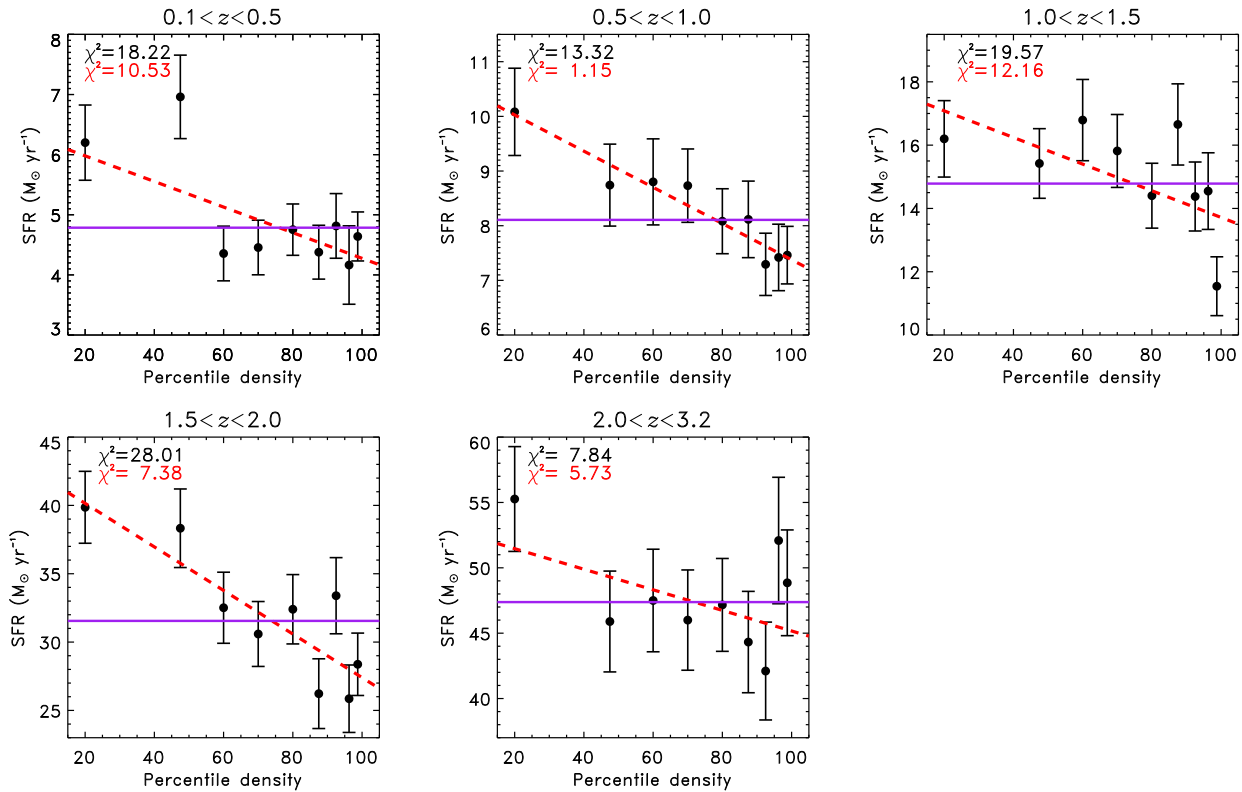 0.1<z<0.5
χ²=18.22
χ²=10.53
8
7
6
5
4
3
SFR (M⊙ yr⁻¹)
20 40 60 80 100
Percentile density
0.5<z<1.0
χ²=13.32
χ²= 1.15
11
10
9
8
7
6
SFR (M⊙ yr⁻¹)
20 40 60 80 100
Percentile density
1.0<z<1.5
χ²=19.57
χ²=12.16
18
16
14
12
10
SFR (M⊙ yr⁻¹)
20 40 60 80 100
Percentile density
1.5<z<2.0
χ²=28.01
χ²= 7.38
45
40
35
30
25
SFR (M⊙ yr⁻¹)
20 40 60 80 100
Percentile density
2.0<z<3.2
χ²= 7.84
χ²= 5.73
60
55
50
45
40
SFR (M⊙ yr⁻¹)
20 40 60 80 100
Percentile density